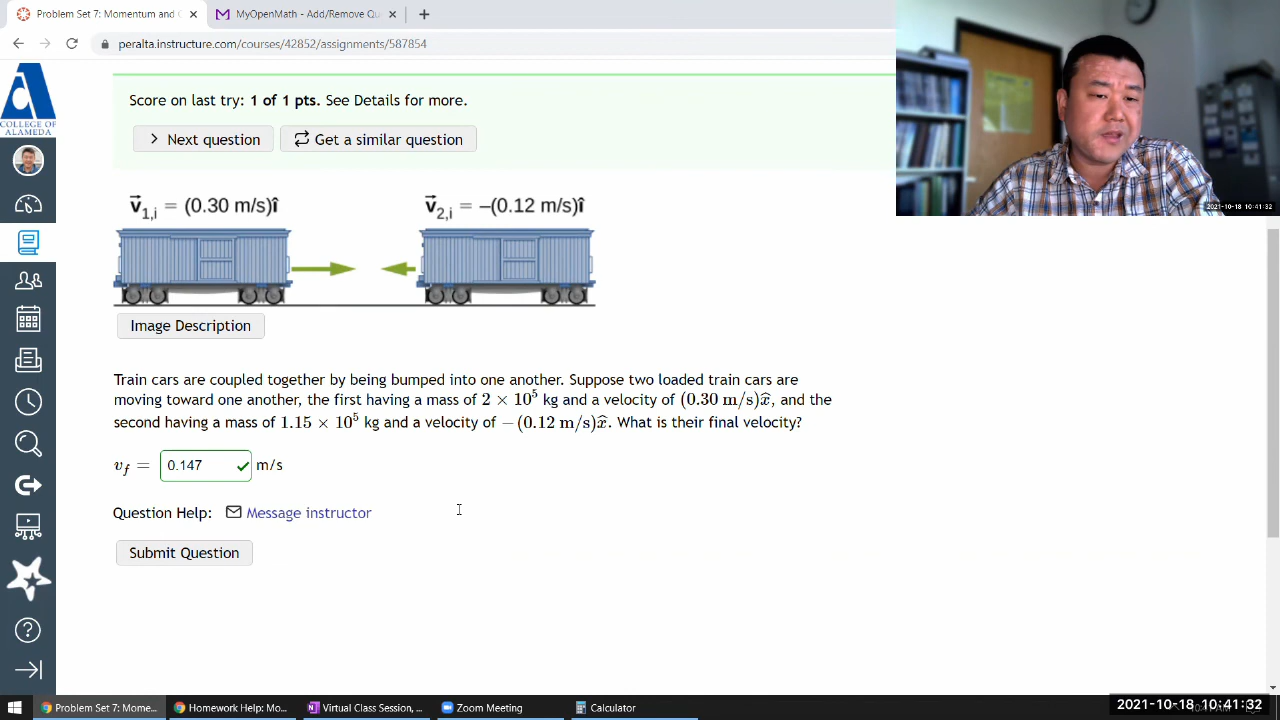 Problem Set 7: Momentum and C
MyOpenMath - Add/Remove Qu
peralta.instructure.com/courses/42852/assignments/587854
COLLEGE OF
ALAMEDA
Score on last try: 1 of 1 pts. See Details for more.
Next question
Get a similar question
v⃗1,i = (0.30 m/s)î
v⃗2,i = –(0.12 m/s)î
Image Description
Train cars are coupled together by being bumped into one another. Suppose two loaded train cars are
moving toward one another, the first having a mass of 2 × 10⁵ kg and a velocity of (0.30 m/s)x̂, and the
second having a mass of 1.15 × 10⁵ kg and a velocity of −(0.12 m/s)x̂. What is their final velocity?
vf = 0.147 m/s
Question Help: Message instructor
Submit Question
2021-10-18 10:41:32
Problem Set 7: Mome...
Homework Help: Mo...
Virtual Class Session, ...
Zoom Meeting
Calculator
2021-10-18 10:41:32